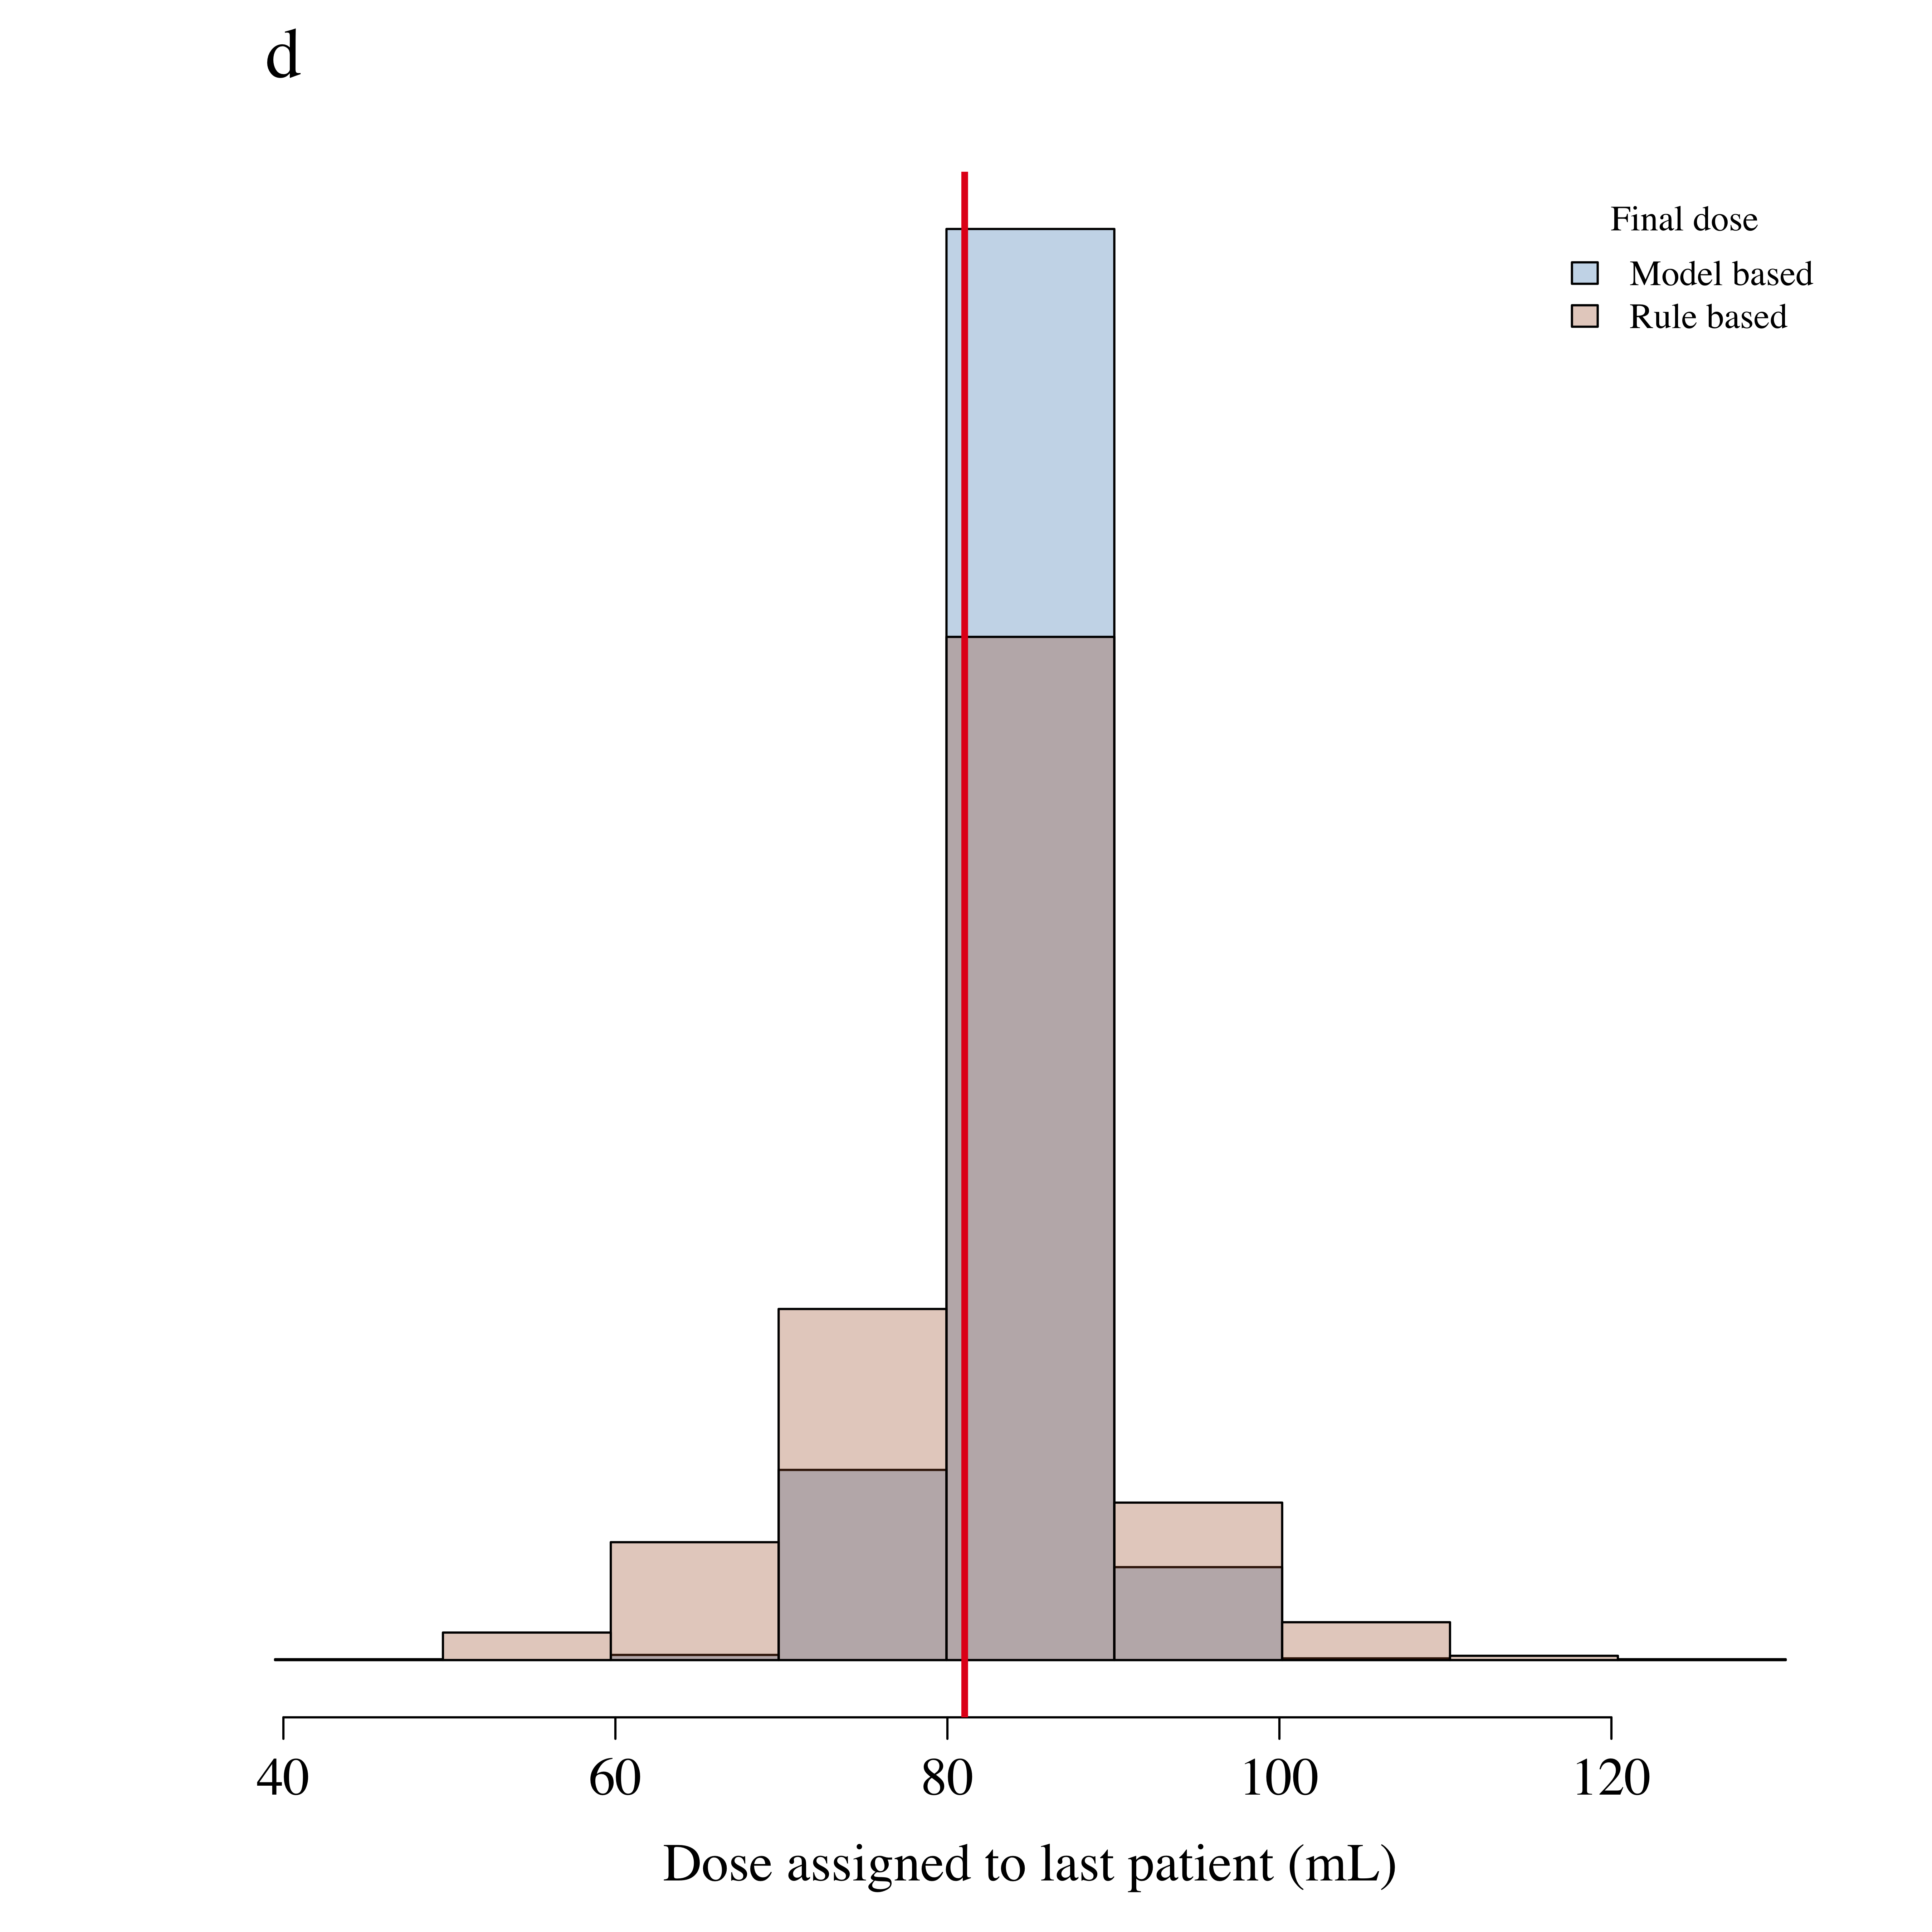 d
Final dose
Model based
Rule based
40 60 80 100 120
Dose assigned to last patient (mL)